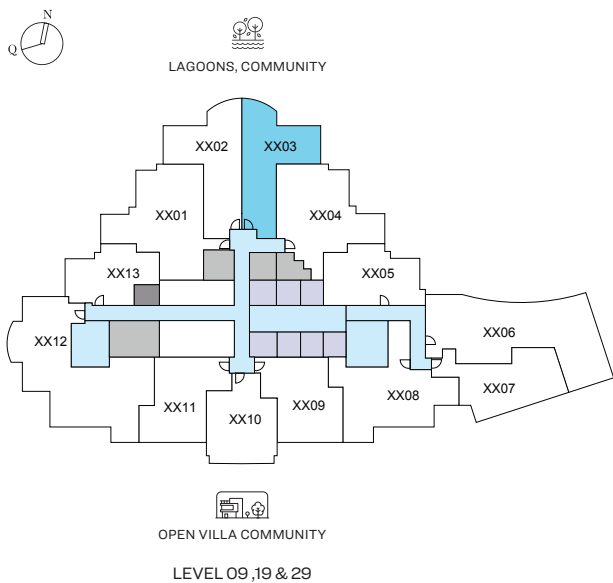 N
Q
LAGOONS, COMMUNITY
XX02
XX03
XX01
XX04
XX13
XX05
XX12
XX06
XX07
XX08
XX11
XX10
XX09
OPEN VILLA COMMUNITY
LEVEL 09 ,19 & 29